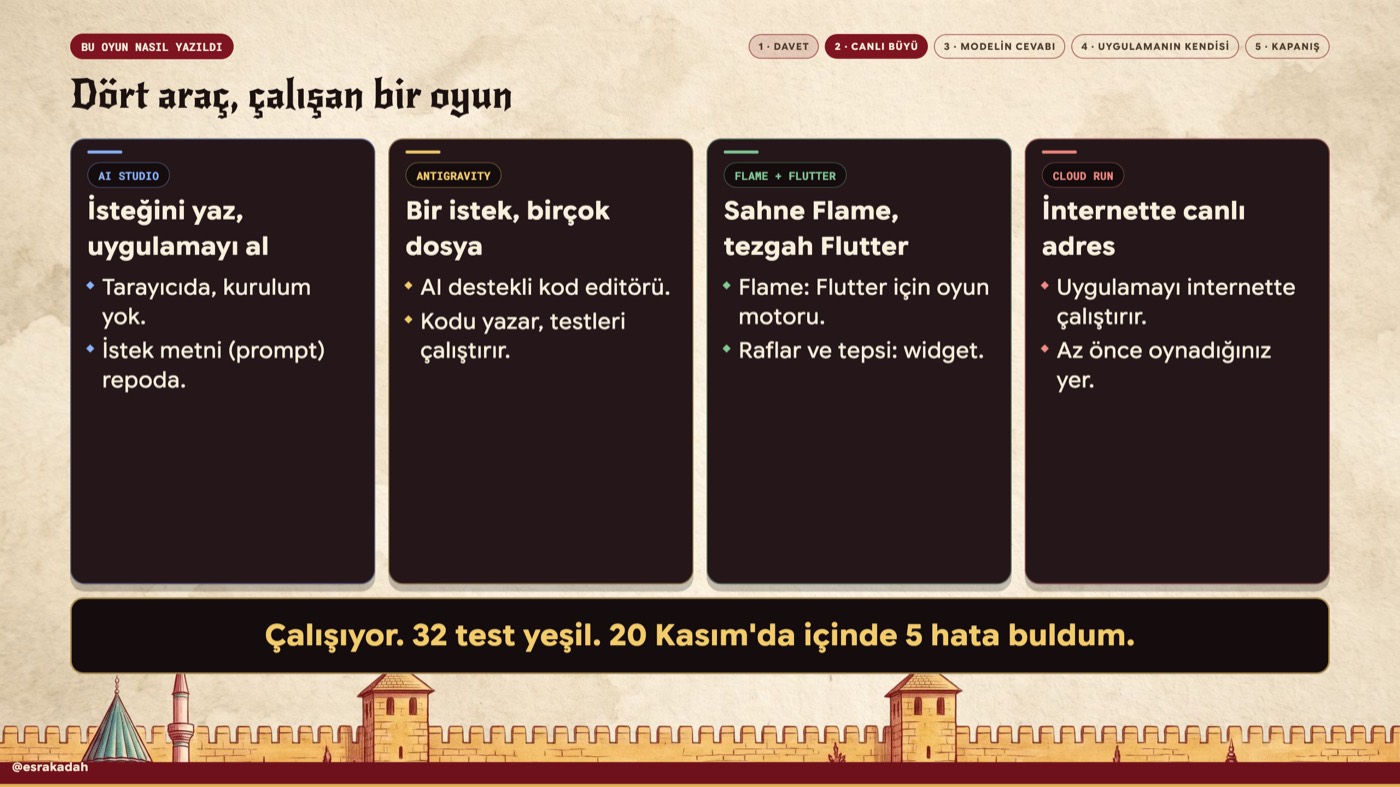 BU OYUN NASIL YAZILDI
1 · DAVET
2 · CANLI BÜYÜ
3 · MODELİN CEVABI
4 · UYGULAMANIN KENDİSİ
5 · KAPANIŞ
Dört araç, çalışan bir oyun
AI STUDIO
İsteğini yaz,
uygulamayı al
Tarayıcıda, kurulum
yok.
İstek metni (prompt)
repoda.
ANTIGRAVITY
Bir istek, birçok
dosya
AI destekli kod editörü.
Kodu yazar, testleri
çalıştırır.
FLAME + FLUTTER
Sahne Flame,
tezgah Flutter
Flame: Flutter için oyun
motoru.
Raflar ve tepsi: widget.
CLOUD RUN
İnternette canlı
adres
Uygulamayı internette
çalıştırır.
Az önce oynadığınız
yer.
Çalışıyor. 32 test yeşil. 20 Kasım'da içinde 5 hata buldum.
@esrakadah